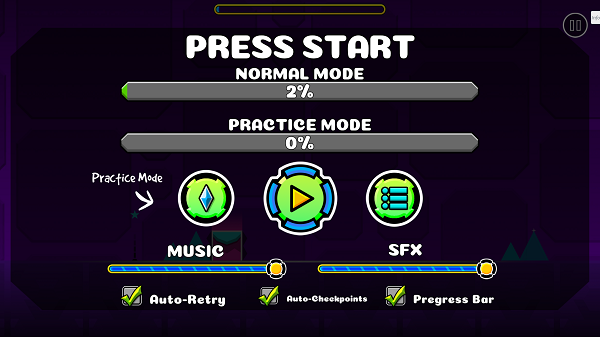 PRESS START
NORMAL MODE
2%
PRACTICE MODE
0%
Practice Mode
MUSIC
SFX
Auto-Retry
Auto-Checkpoints
Pregress Bar